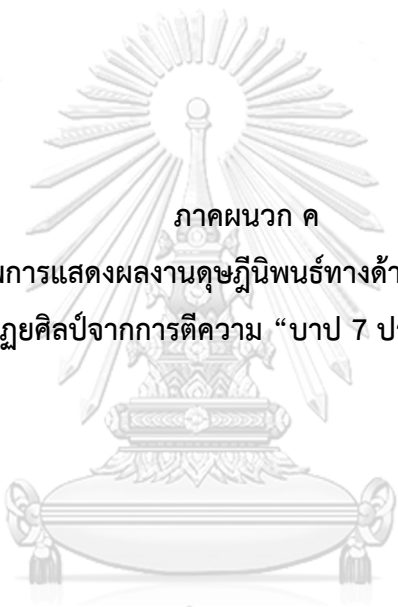 ภาคผนวก ค
การแสดงผลงานดุษฎีนิพนธ์ทางด้า
ฏยศิลป์จากการตีความ “บาป 7 ป